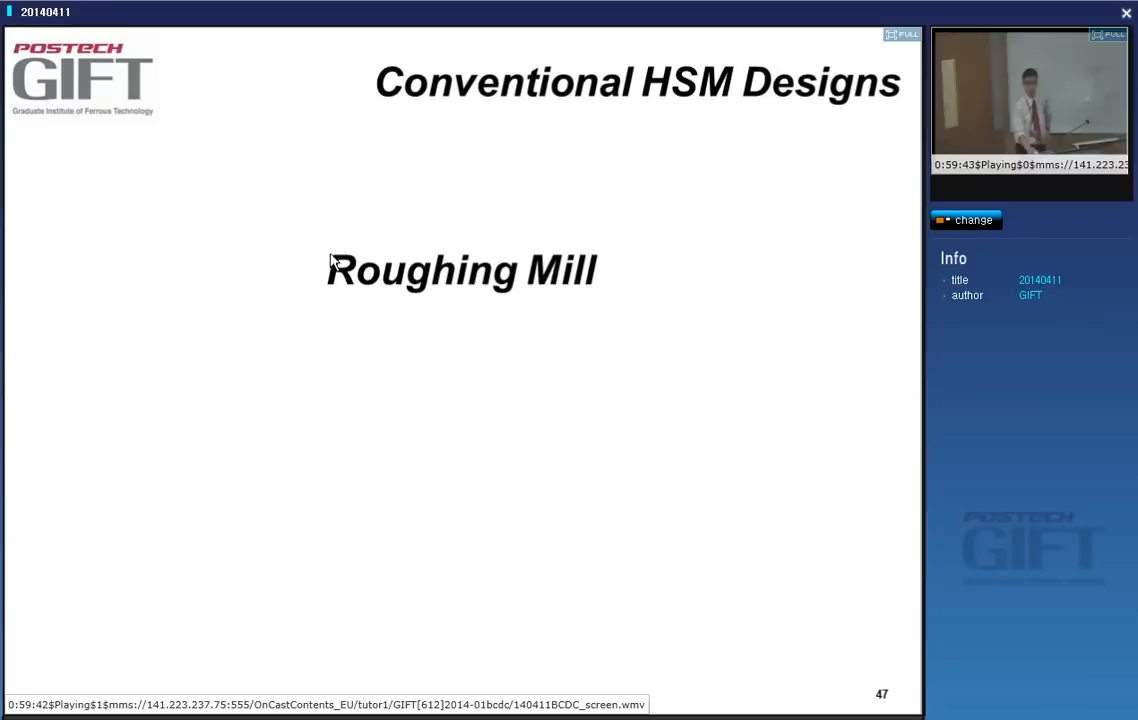 20140411
POSTECH
GIFT
Graduate Institute of Ferrous Technology
Conventional HSM Designs
FULL
Roughing Mill
47
0:59:42$Playing$1$mms://141.223.237.75:555/OnCastContents_EU/tutor1/GIFT[612]2014-01bcdc/140411BCDC_screen.wmv
FULL
0:59:43$Playing$0$mms://141.223.23
change
Info
title 20140411
author GIFT
POSTECH
GIFT